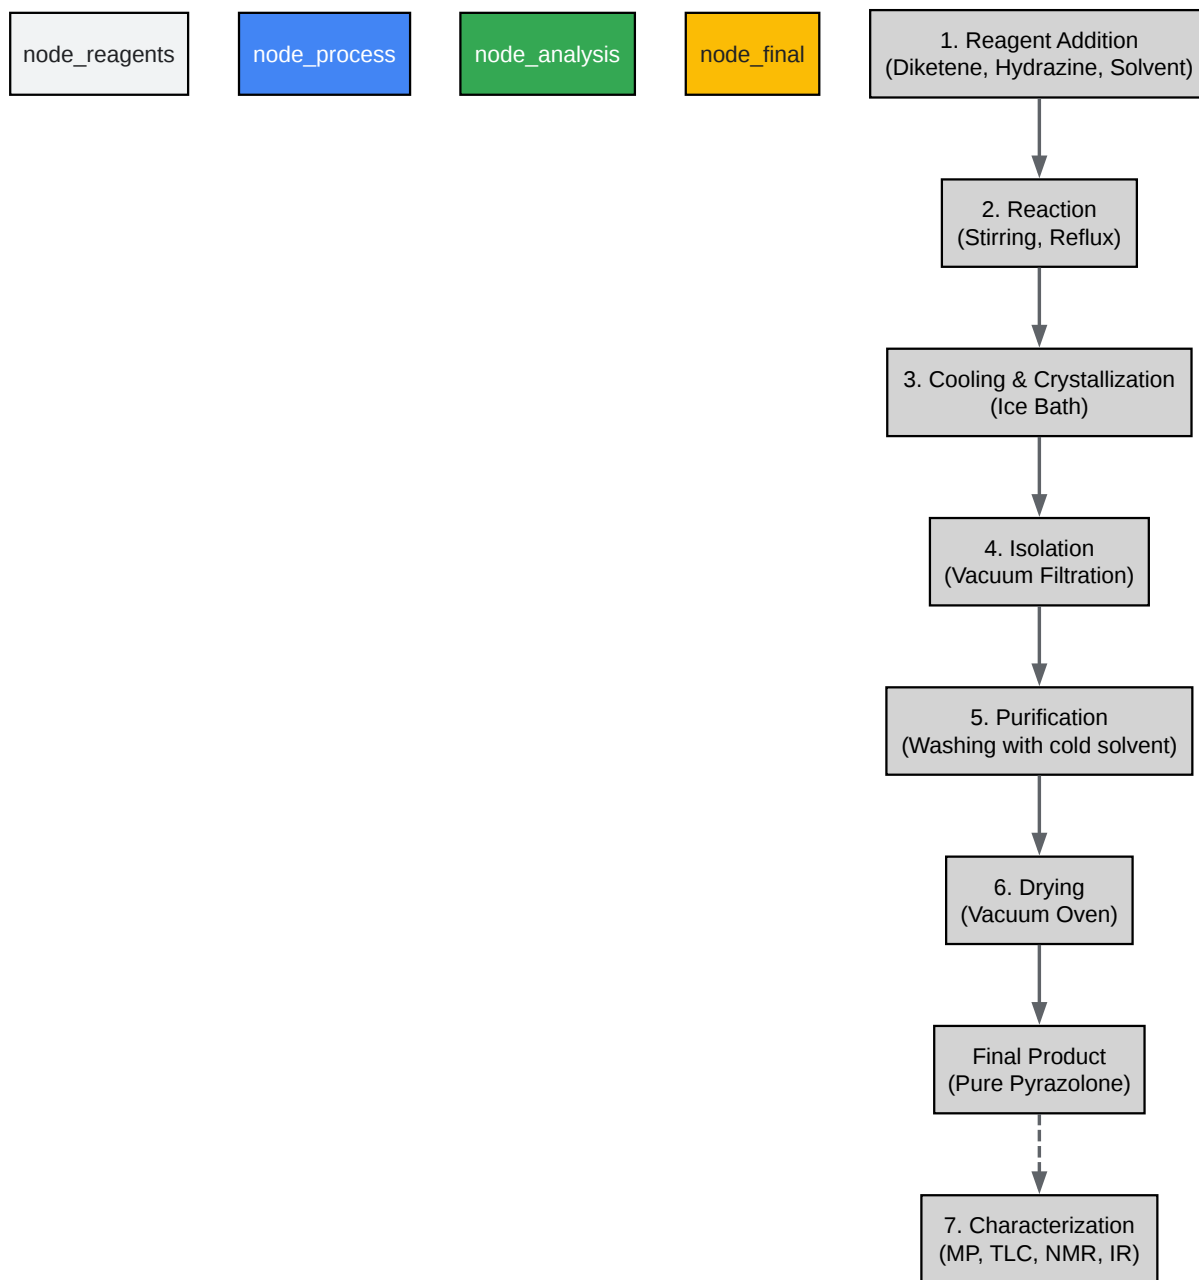 node_reagents
node_process
node_analysis
node_final
1. Reagent Addition
(Diketene, Hydrazine, Solvent)
2. Reaction
(Stirring, Reflux)
3. Cooling & Crystallization
(Ice Bath)
4. Isolation
(Vacuum Filtration)
5. Purification
(Washing with cold solvent)
6. Drying
(Vacuum Oven)
Final Product
(Pure Pyrazolone)
7. Characterization
(MP, TLC, NMR, IR)